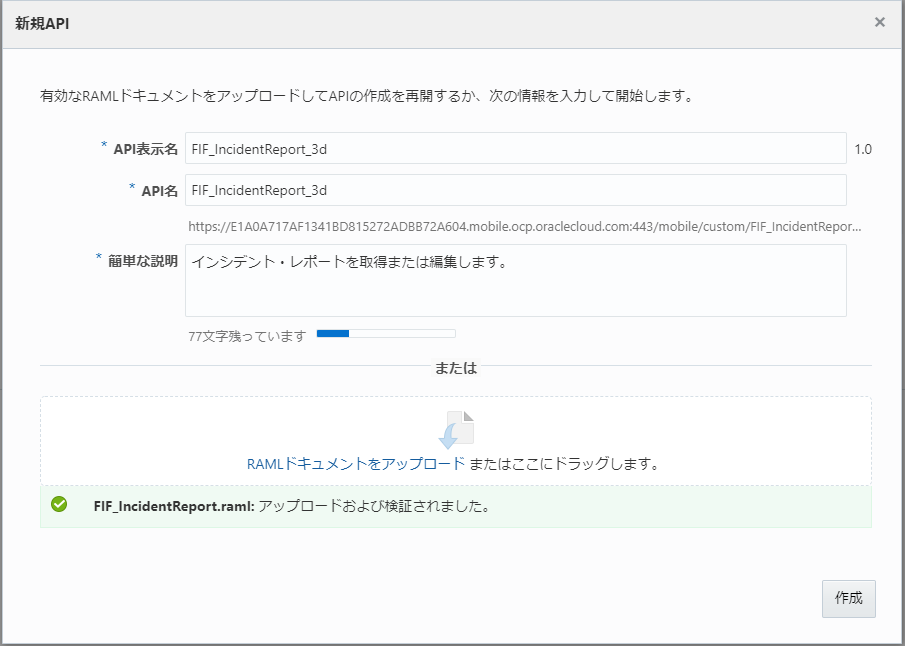 新規API
×
有効なRAMLドキュメントをアップロードしてAPIの作成を再開するか、次の情報を入力して開始します。
* API表示名 FIF_IncidentReport_3d 1.0
* API名 FIF_IncidentReport_3d
https://E1A0A717AF1341BD815272ADBB72A604.mobile.ocp.oraclecloud.com:443/mobile/custom/FIF_IncidentRepor...
* 簡単な説明 インシデント・レポートを取得または編集します。
77文字残っています
または
RAMLドキュメントをアップロード またはここにドラッグします。
FIF_IncidentReport.raml: アップロードおよび検証されました。
作成